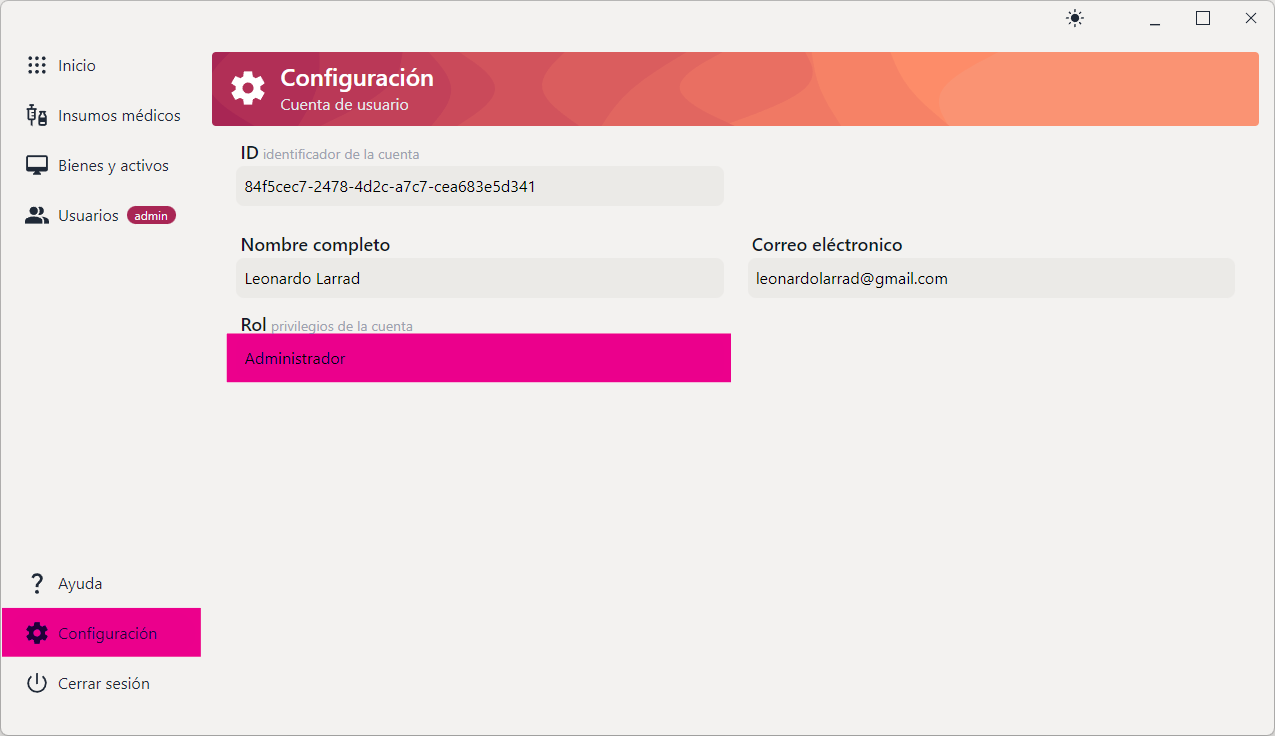 Inicio
Insumos médicos
Bienes y activos
Usuarios admin
Ayuda
Configuración
Cerrar sesión
Configuración
Cuenta de usuario
ID identificador de la cuenta
84f5cec7-2478-4d2c-a7c7-cea683e5d341
Nombre completo
Leonardo Larrad
Correo eléctronico
leonardolarrad@gmail.com
Rol privilegios de la cuenta
Administrador